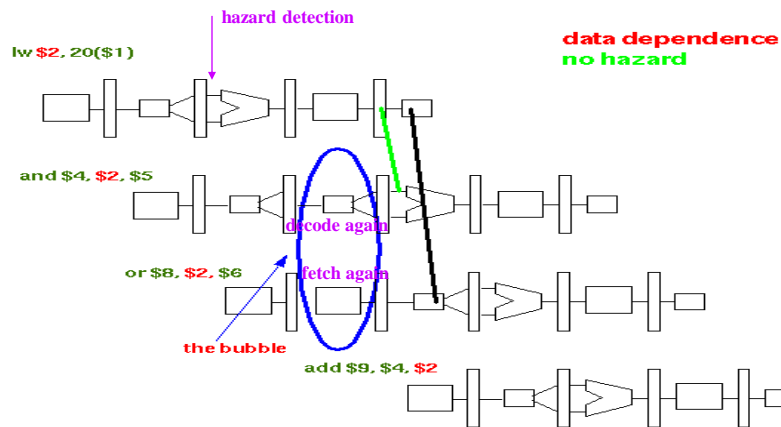 hazard detection
lw $2, 20($1)
data dependence
no hazard
and $4, $2, $5
decode again
or $8, $2, $6
fetch again
the bubble
add $9, $4, $2